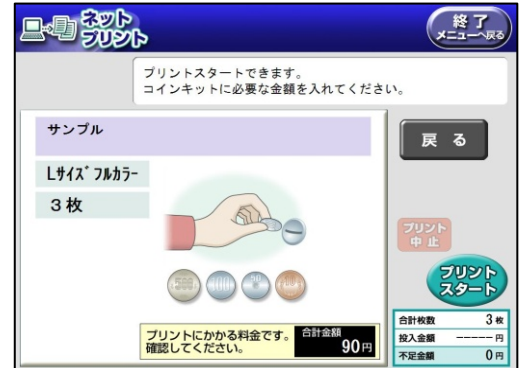 ネット
プリント
終了
メニューへ戻る
プリントスタートできます。
コインキットに必要な金額を入れてください。
サンプル
Lサイズ フルカラー
3枚
戻る
プリント
中止
プリント
スタート
500
100
50
プリントにかかる料金です。
確認してください。
合計金額
90円
合計枚数 3枚
投入金額 -----円
不足金額 0円